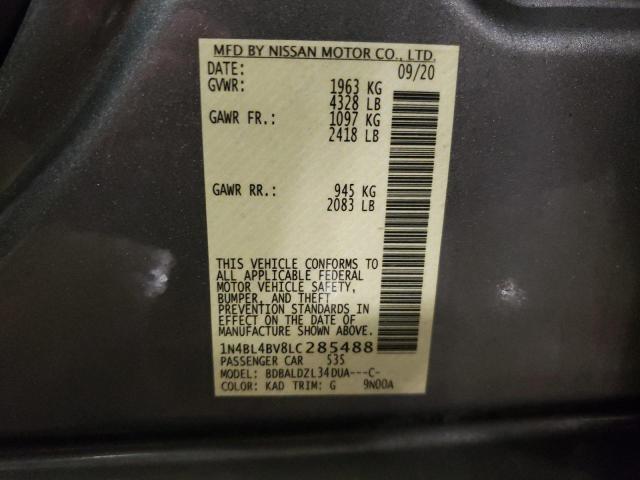 MFD BY NISSAN MOTOR CO., LTD.
DATE: 09/20
GVWR: 1963 KG
4328 LB
GAWR FR.: 1097 KG
2418 LB
GAWR RR.: 945 KG
2083 LB
THIS VEHICLE CONFORMS TO
ALL APPLICABLE FEDERAL
MOTOR VEHICLE SAFETY,
BUMPER, AND THEFT
PREVENTION STANDARDS IN
EFFECT ON THE DATE OF
MANUFACTURE SHOWN ABOVE.
1N4BL4BV8LC285488
PASSENGER CAR 535
MODEL: BDBALDZL34DUA---C-
COLOR: KAD TRIM: G 9N00A